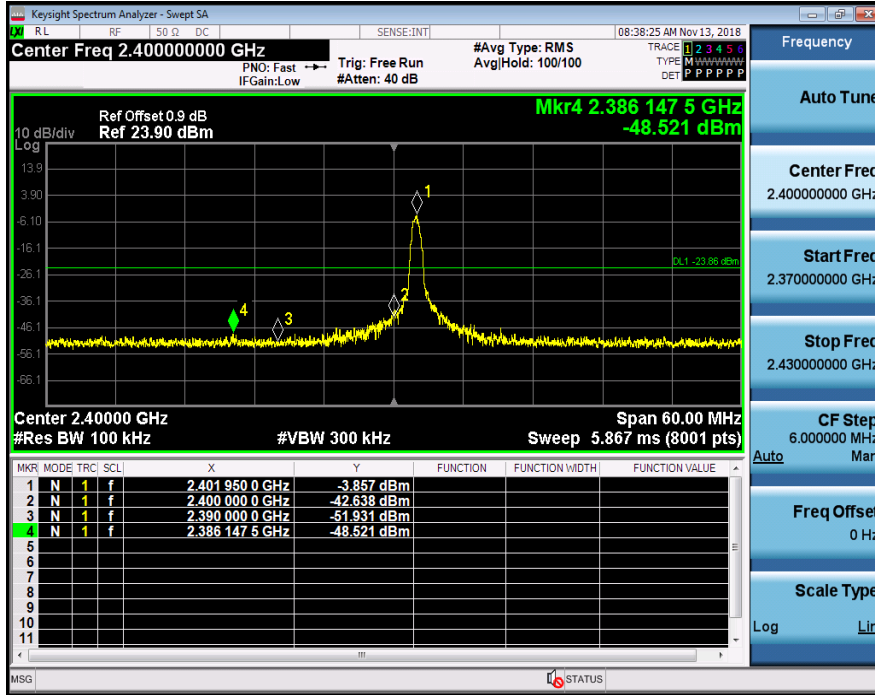 Keysight Spectrum Analyzer - Swept SA
LXI RL RF 50 Ω DC SENSE:INT 08:38:25 AM Nov 13, 2018
Center Freq 2.400000000 GHz
PNO: Fast
IFGain:Low
Trig: Free Run
#Atten: 40 dB
#Avg Type: RMS
Avg|Hold: 100/100
TRACE 1 2 3 4 5 6
TYPE M W W W W W
DET P P P P P P
Ref Offset 0.9 dB
10 dB/div Ref 23.90 dBm
Log
Mkr4 2.386 147 5 GHz
-48.521 dBm
13.9
3.90
-6.10
-16.1
-26.1
-36.1
-46.1
-56.1
-66.1
1
2
3
4
DL1 -23.86 dBm
Center 2.40000 GHz Span 60.00 MHz
#Res BW 100 kHz #VBW 300 kHz Sweep 5.867 ms (8001 pts)
MKR MODE TRC SCL X Y FUNCTION FUNCTION WIDTH FUNCTION VALUE
1 N 1 f 2.401 950 0 GHz -3.857 dBm
2 N 1 f 2.400 000 0 GHz -42.638 dBm
3 N 1 f 2.390 000 0 GHz -51.931 dBm
4 N 1 f 2.386 147 5 GHz -48.521 dBm
5
6
7
8
9
10
11
MSG STATUS
Frequency
Auto Tune
Center Freq
2.400000000 GHz
Start Freq
2.370000000 GHz
Stop Freq
2.430000000 GHz
CF Step
6.000000 MHz
Auto Man
Freq Offset
0 Hz
Scale Type
Log Lin